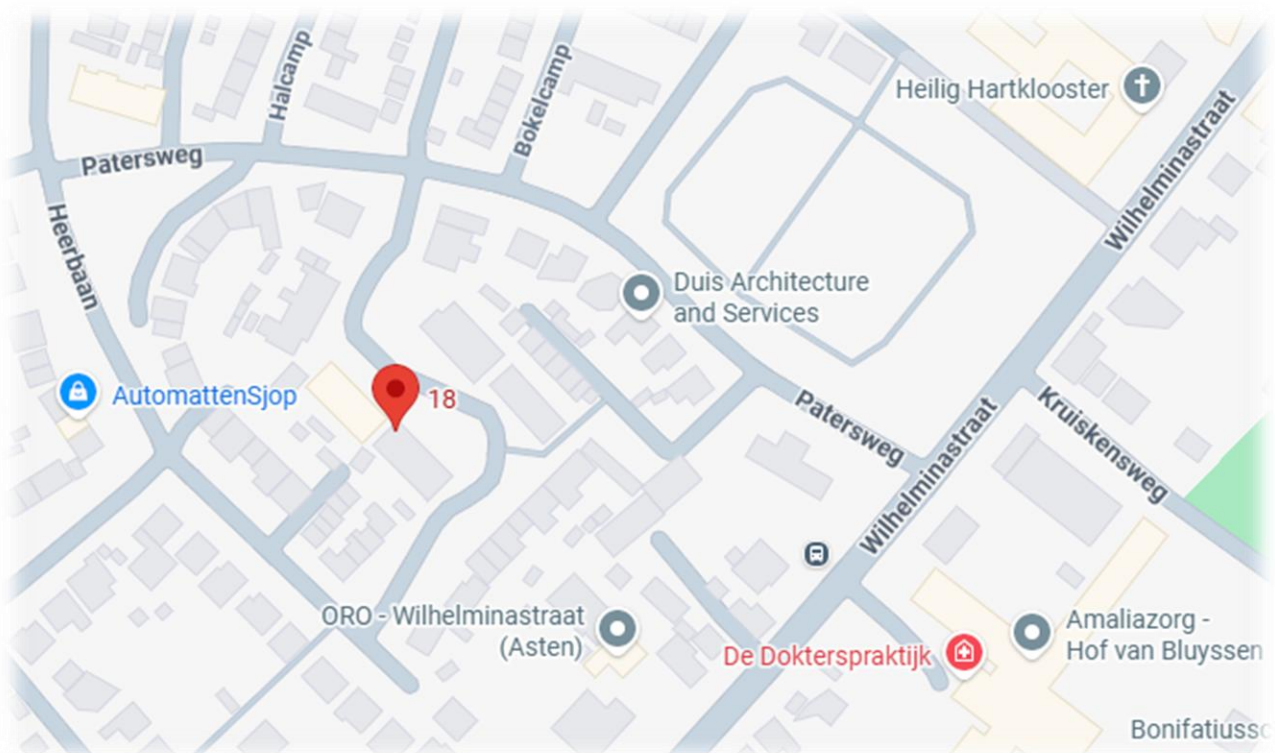 Halcamp
Bokelcamp
Heilig Hartklooster
Patersweg
Wilhelminastraat
Heerbaan
Duis Architecture
and Services
AutomattenSjop
18
Patersweg
Wilhelminastraat
Kruiskensweg
ORO - Wilhelminastraat
(Asten)
De Dokterspraktijk
Amaliazorg -
Hof van Bluyssen